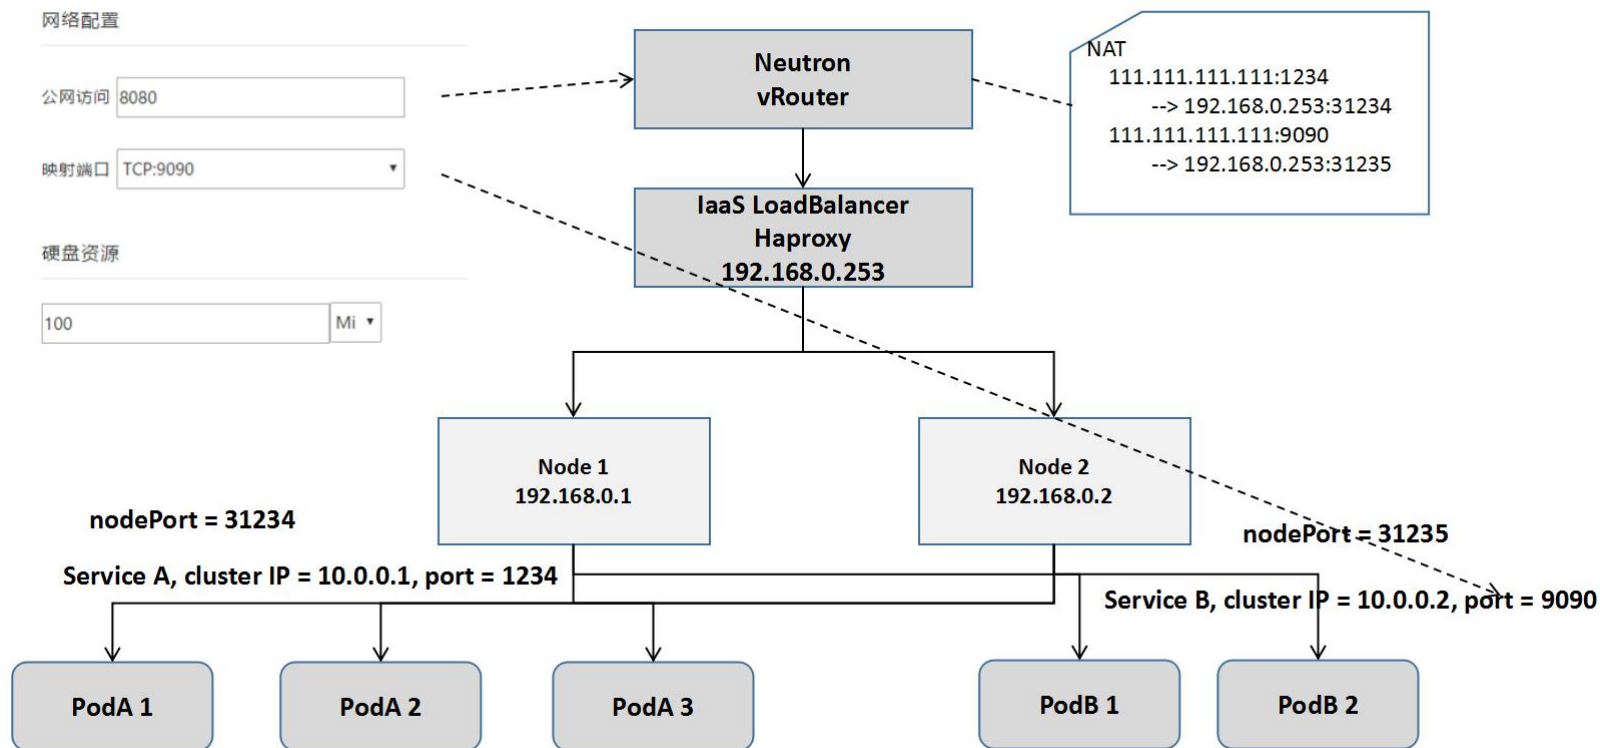 网络配置
公网访问 8080
映射端口 TCP:9090
硬盘资源
100 Mi
Neutron
vRouter
NAT
111.111.111.111:1234
--> 192.168.0.253:31234
111.111.111.111:9090
--> 192.168.0.253:31235
IaaS LoadBalancer
Haproxy
192.168.0.253
Node 1
192.168.0.1
Node 2
192.168.0.2
nodePort = 31234
nodePort = 31235
Service A, cluster IP = 10.0.0.1, port = 1234
Service B, cluster IP = 10.0.0.2, port = 9090
PodA 1
PodA 2
PodA 3
PodB 1
PodB 2